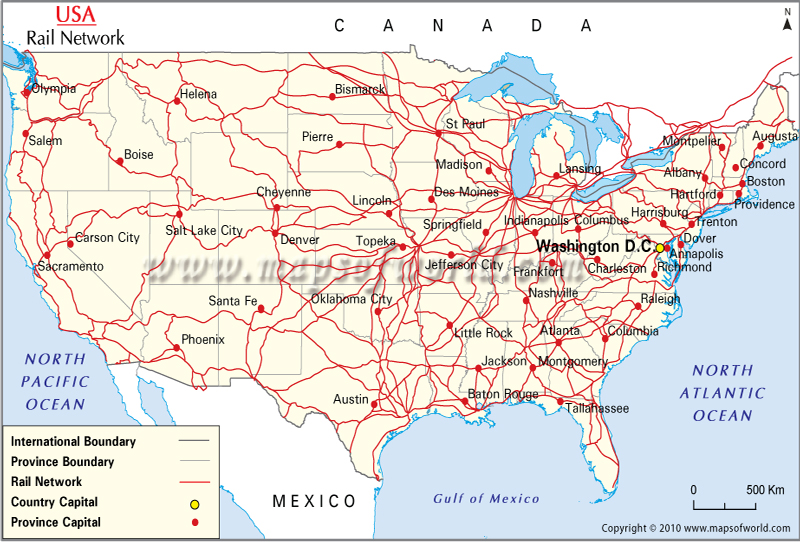 USA
Rail Network
C A N A D A
N
Olympia
Helena
Bismarck
St Paul
Montpelier
Augusta
Salem
Pierre
Boise
Madison
Lansing
Concord
Albany
Boston
Cheyenne
Lincoln
Des Moines
Hartford
Providence
Salt Lake City
Springfield
Indianapolis
Columbus
Harrisburg
Trenton
Carson City
Denver
Topeka
Washington D.C.
Dover
Annapolis
Sacramento
Jefferson City
Frankfort
Charleston
Richmond
www.mapsofworld.com
Santa Fe
Oklahoma City
Nashville
Raleigh
Phoenix
Little Rock
Atlanta
Columbia
Jackson
Montgomery
Austin
Baton Rouge
Tallahassee
NORTH
PACIFIC
OCEAN
NORTH
ATLANTIC
OCEAN
International Boundary
Province Boundary
Rail Network
Country Capital
Province Capital
MEXICO
Gulf of Mexico
0 500 Km
Copyright © 2010 www.mapsofworld.com